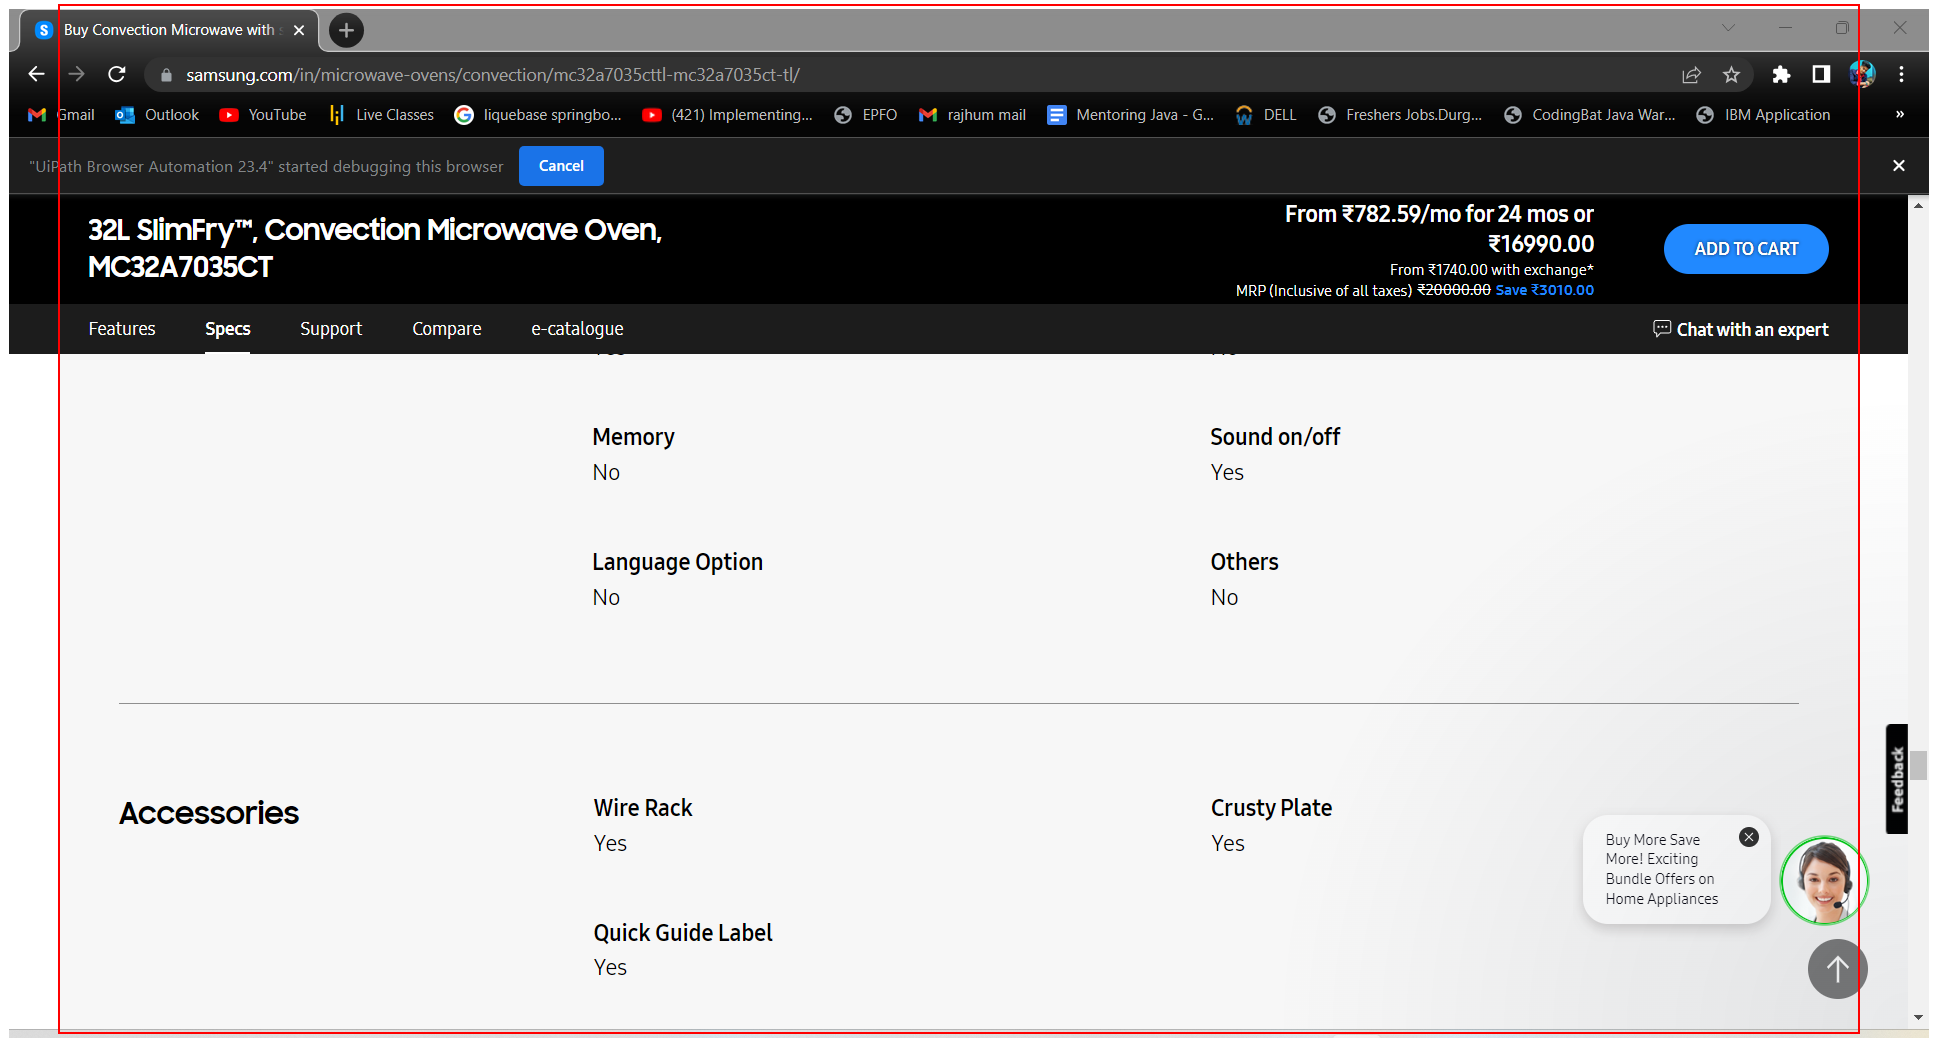 Buy Convection Microwave with s
samsung.com/in/microwave-ovens/convection/mc32a7035cttl-mc32a7035ct-tl/
Gmail Outlook YouTube Live Classes liquebase springbo... (421) Implementing... EPFO rajhum mail Mentoring Java - G... DELL Freshers Jobs.Durg... CodingBat Java War... IBM Application »
"UiPath Browser Automation 23.4" started debugging this browser Cancel
32L SlimFry™, Convection Microwave Oven,
MC32A7035CT
From ₹782.59/mo for 24 mos or
₹16990.00
From ₹1740.00 with exchange*
MRP (Inclusive of all taxes) ₹20000.00 Save ₹3010.00
ADD TO CART
Features Specs Support Compare e-catalogue Chat with an expert
Memory
No
Sound on/off
Yes
Language Option
No
Others
No
Accessories
Wire Rack
Yes
Crusty Plate
Yes
Quick Guide Label
Yes
Feedback
Buy More Save
More! Exciting
Bundle Offers on
Home Appliances